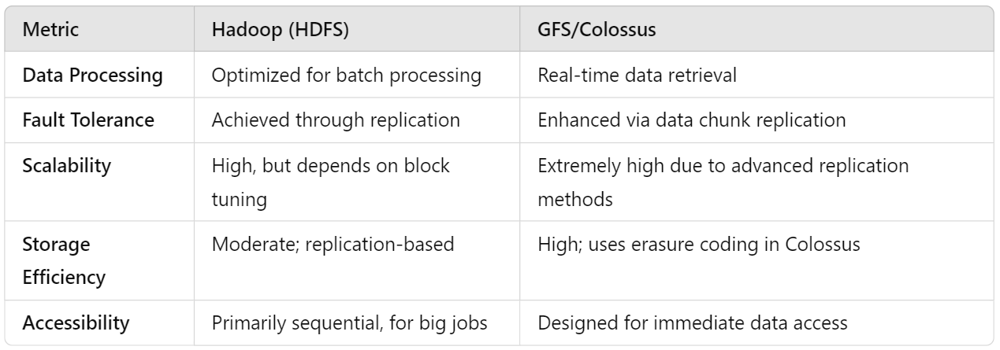 Metric Hadoop (HDFS) GFS/Colossus
Data Processing Optimized for batch processing Real-time data retrieval
Fault Tolerance Achieved through replication Enhanced via data chunk replication
Scalability High, but depends on block Extremely high due to advanced replication
tuning methods
Storage Moderate; replication-based High; uses erasure coding in Colossus
Efficiency
Accessibility Primarily sequential, for big jobs Designed for immediate data access